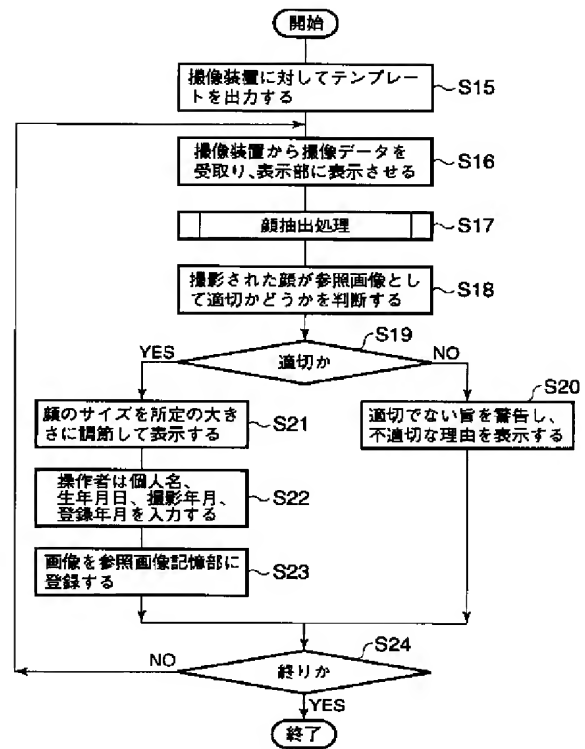 開始
撮像装置に対してテンプレー
トを出力する
S15
撮像装置から撮像データを
受取り、表示部に表示させる
S16
顔抽出処理
S17
撮影された顔が参照画像とし
て適切かどうかを判断する
S18
S19
YES
適切か
NO
S20
顔のサイズを所定の大き
さに調節して表示する
S21
適切でない旨を警告し、
不適切な理由を表示する
操作者は個人名、
生年月日、撮影年月、
登録年月を入力する
S22
画像を参照画像記憶部に
登録する
S23
S24
NO
終りか
YES
終了